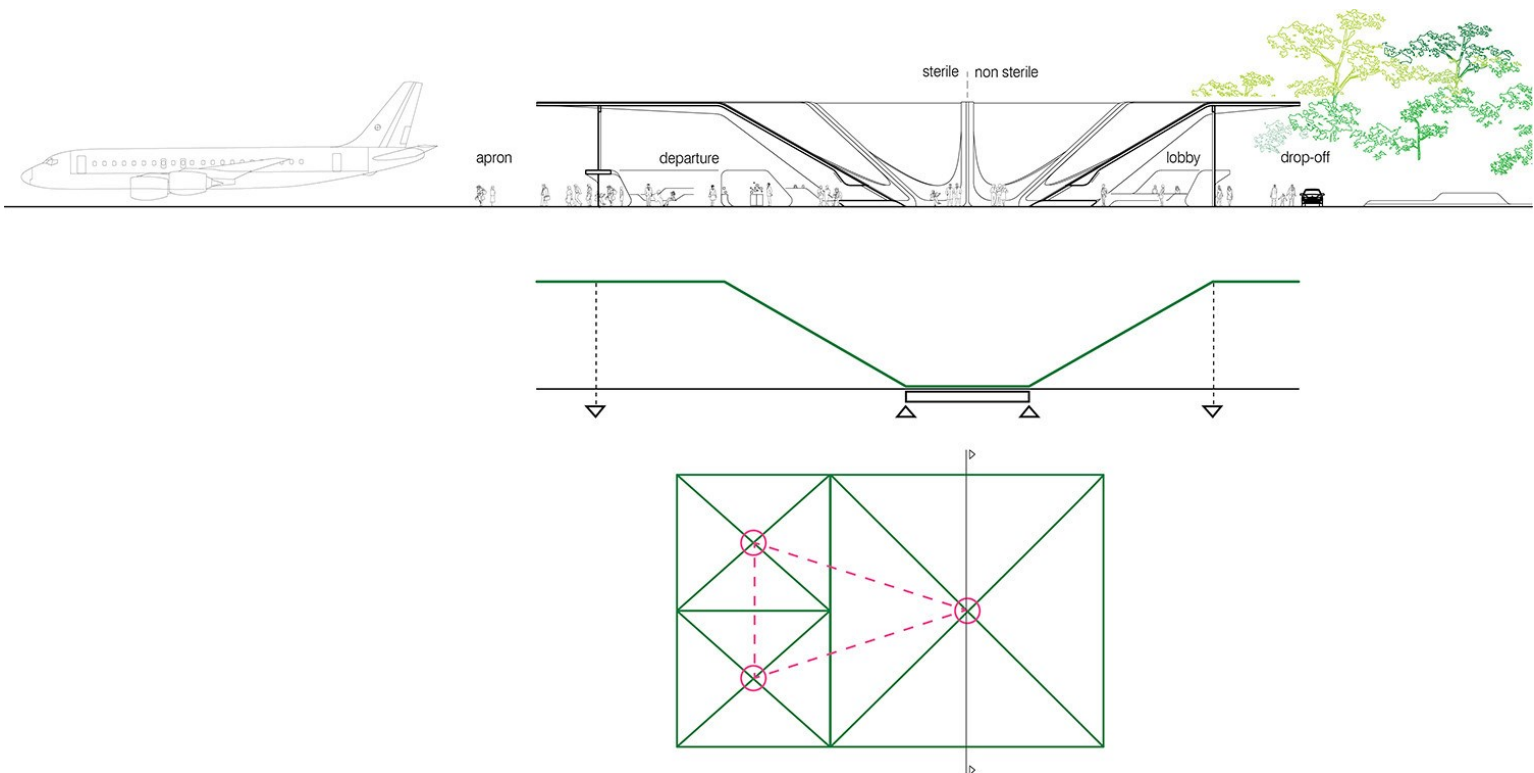 sterile | non sterile
apron
departure
lobby
drop-off